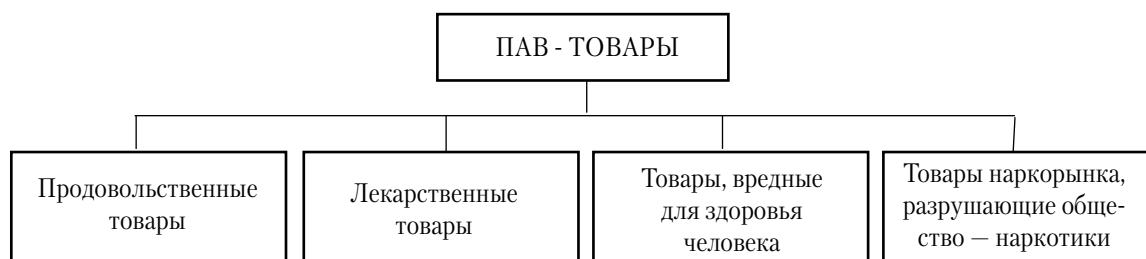 ПАВ - ТОВАРЫ
Продовольственные
товары
Лекарственные
товары
Товары, вредные
для здоровья
человека
Товары наркорынка,
разрушающие обще-
ство — наркотики